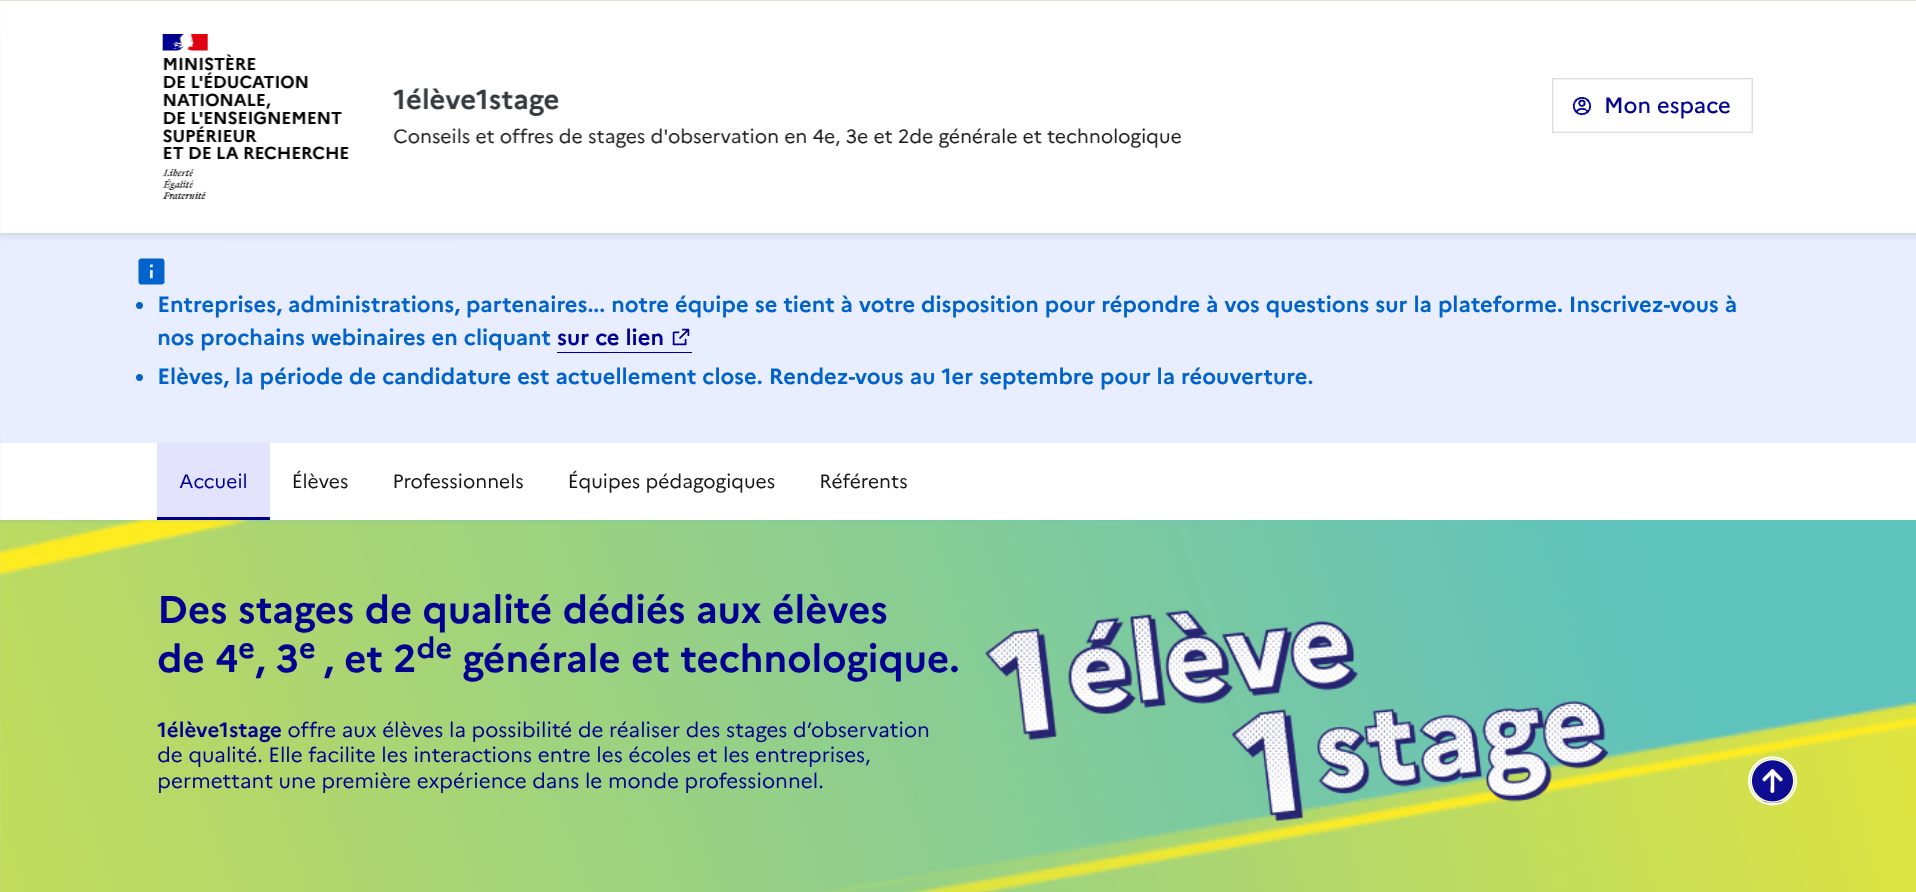 MINISTÈRE
DE L'ÉDUCATION
NATIONALE,
DE L'ENSEIGNEMENT
SUPÉRIEUR
ET DE LA RECHERCHE
Liberté
Égalité
Fraternité
1élève1stage
Conseils et offres de stages d'observation en 4e, 3e et 2de générale et technologique
Mon espace
• Entreprises, administrations, partenaires... notre équipe se tient à votre disposition pour répondre à vos questions sur la plateforme. Inscrivez-vous à
nos prochains webinaires en cliquant sur ce lien
• Elèves, la période de candidature est actuellement close. Rendez-vous au 1er septembre pour la réouverture.
Accueil Élèves Professionnels Équipes pédagogiques Référents
Des stages de qualité dédiés aux élèves
de 4e, 3e , et 2de générale et technologique.
1élève1stage offre aux élèves la possibilité de réaliser des stages d’observation
de qualité. Elle facilite les interactions entre les écoles et les entreprises,
permettant une première expérience dans le monde professionnel.
1 élève
1 stage